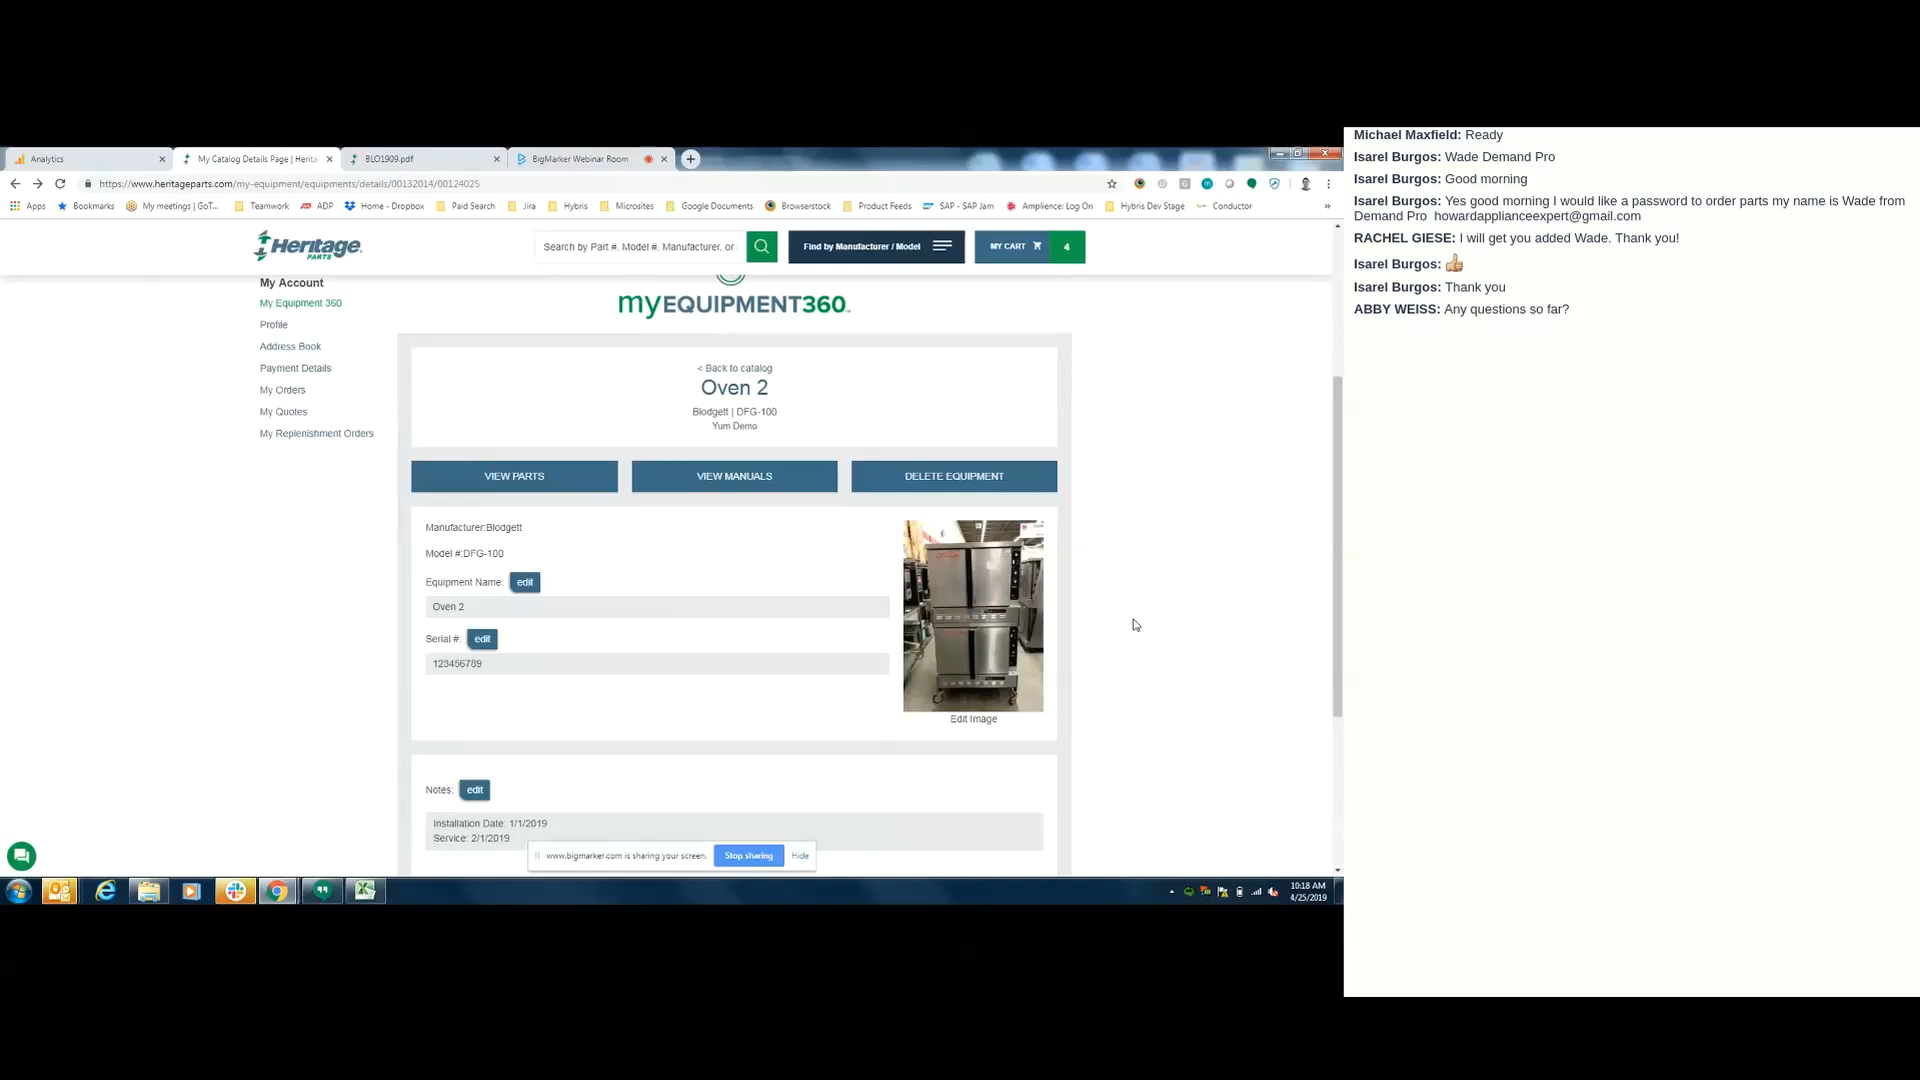 Analytics
My Catalog Details Page | Herita
BLO1909.pdf
BigMarker Webinar Room
https://www.heritageparts.com/my-equipment/equipments/details/00132014/00124025
Apps
Bookmarks
My meetings | GoT...
Teamwork
ADP
Home - Dropbox
Paid Search
Jira
Hybris
Microsites
Google Documents
Browserstock
Product Feeds
SAP - SAP Jam
Amplience: Log On
Hybris Dev Stage
Conductor
»
Heritage
PARTS
Search by Part #, Model #, Manufacturer, or
Find by Manufacturer / Model
MY CART
4
My Account
My Equipment 360
Profile
Address Book
Payment Details
My Orders
My Quotes
My Replenishment Orders
myEQUIPMENT360
< Back to catalog
Oven 2
Blodgett | DFG-100
Yum Demo
VIEW PARTS
VIEW MANUALS
DELETE EQUIPMENT
Manufacturer:Blodgett
Model #:DFG-100
Equipment Name: edit
Oven 2
Serial #: edit
123456789
Edit Image
Notes: edit
Installation Date: 1/1/2019
Service: 2/1/2019
www.bigmarker.com is sharing your screen.
Stop sharing
Hide
10:18 AM
4/25/2019
Michael Maxfield: Ready
Isarel Burgos: Wade Demand Pro
Isarel Burgos: Good morning
Isarel Burgos: Yes good morning I would like a password to order parts my name is Wade from
Demand Pro howardapplianceexpert@gmail.com
RACHEL GIESE: I will get you added Wade. Thank you!
Isarel Burgos: 👍
Isarel Burgos: Thank you
ABBY WEISS: Any questions so far?